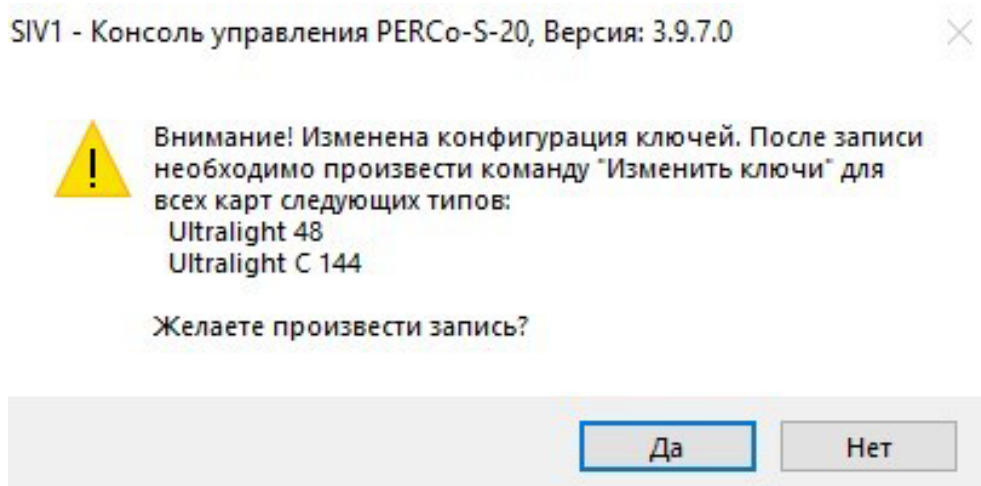 SIV1 - Консоль управления PERCo-S-20, Версия: 3.9.7.0
Внимание! Изменена конфигурация ключей. После записи
необходимо произвести команду "Изменить ключи" для
всех карт следующих типов:
Ultralight 48
Ultralight C 144
Желаете произвести запись?
Да
Нет